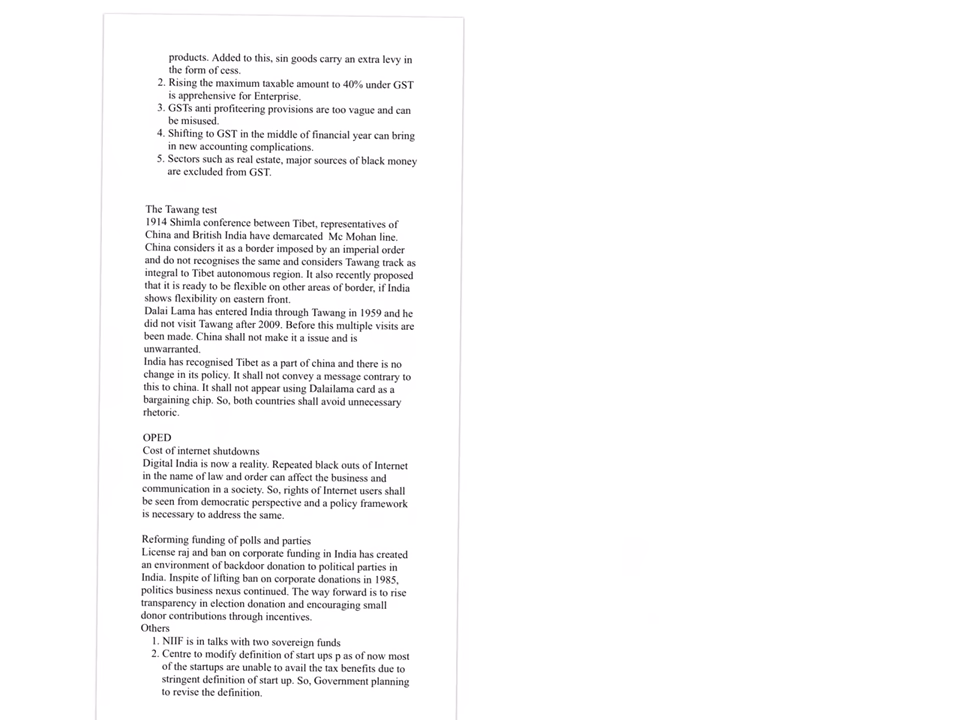 products. Added to this, sin goods carry an extra levy in
the form of cess.
2. Rising the maximum taxable amount to 40% under GST
is apprehensive for Enterprise.
3. GSTs anti profiteering provisions are too vague and can
be misused.
4. Shifting to GST in the middle of financial year can bring
in new accounting complications.
5. Sectors such as real estate, major sources of black money
are excluded from GST.
The Tawang test
1914 Shimla conference between Tibet, representatives of
China and British India have demarcated Mc Mohan line.
China considers it as a border imposed by an imperial order
and do not recognises the same and considers Tawang track as
integral to Tibet autonomous region. It also recently proposed
that it is ready to be flexible on other areas of border, if India
shows flexibility on eastern front.
Dalai Lama has entered India through Tawang in 1959 and he
did not visit Tawang after 2009. Before this multiple visits are
been made. China shall not make it a issue and is
unwarranted.
India has recognised Tibet as a part of china and there is no
change in its policy. It shall not convey a message contrary to
this to china. It shall not appear using Dalailama card as a
bargaining chip. So, both countries shall avoid unnecessary
rhetoric.
OPED
Cost of internet shutdowns
Digital India is now a reality. Repeated black outs of Internet
in the name of law and order can affect the business and
communication in a society. So, rights of Internet users shall
be seen from democratic perspective and a policy framework
is necessary to address the same.
Reforming funding of polls and parties
License raj and ban on corporate funding in India has created
an environment of backdoor donation to political parties in
India. Inspite of lifting ban on corporate donations in 1985,
politics business nexus continued. The way forward is to rise
transparency in election donation and encouraging small
donor contributions through incentives.
Others
1. NIIF is in talks with two sovereign funds
2. Centre to modify definition of start ups p as of now most
of the startups are unable to avail the tax benefits due to
stringent definition of start up. So, Government planning
to revise the definition.